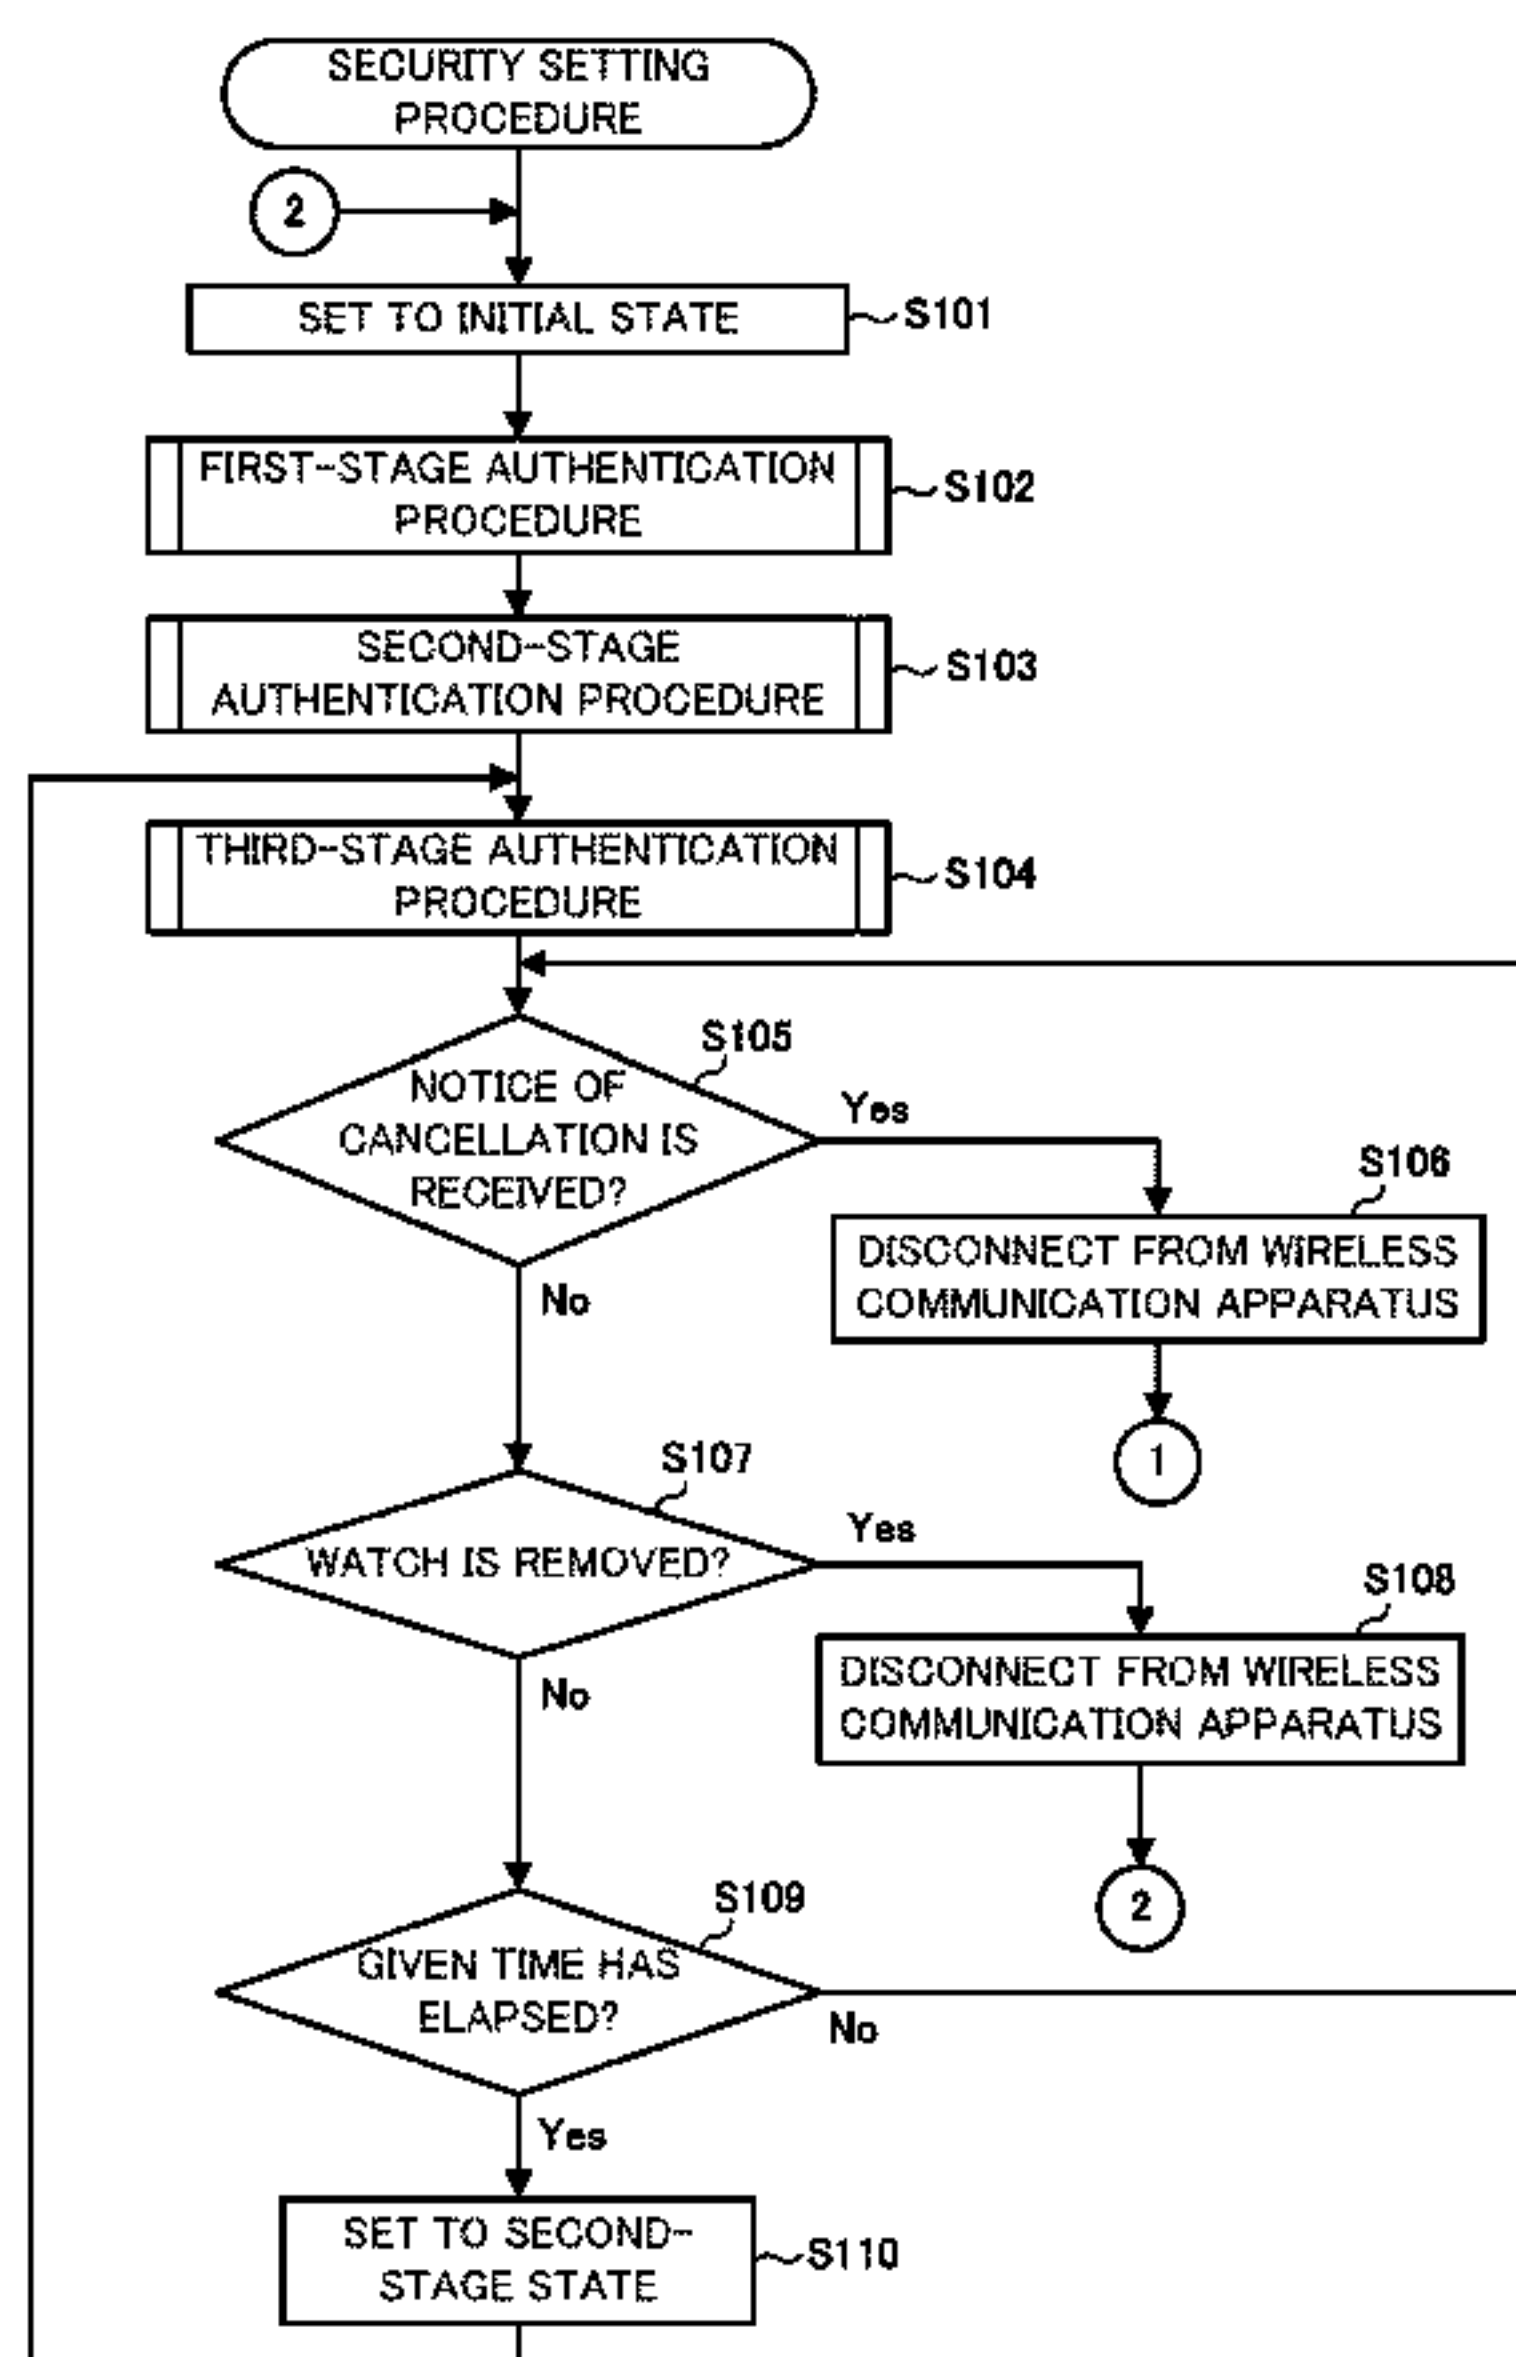 SECURITY SETTING
PROCEDURE
2
SET TO INITIAL STATE
S101
FIRST-STAGE AUTHENTICATION
PROCEDURE
S102
SECOND-STAGE
AUTHENTICATION PROCEDURE
S103
THIRD-STAGE AUTHENTICATION
PROCEDURE
S104
S105
NOTICE OF
CANCELLATION IS
RECEIVED?
Yes
No
S106
DISCONNECT FROM WIRELESS
COMMUNICATION APPARATUS
1
S107
WATCH IS REMOVED?
Yes
No
S108
DISCONNECT FROM WIRELESS
COMMUNICATION APPARATUS
2
S109
GIVEN TIME HAS
ELAPSED?
No
Yes
SET TO SECOND-
STAGE STATE
S110